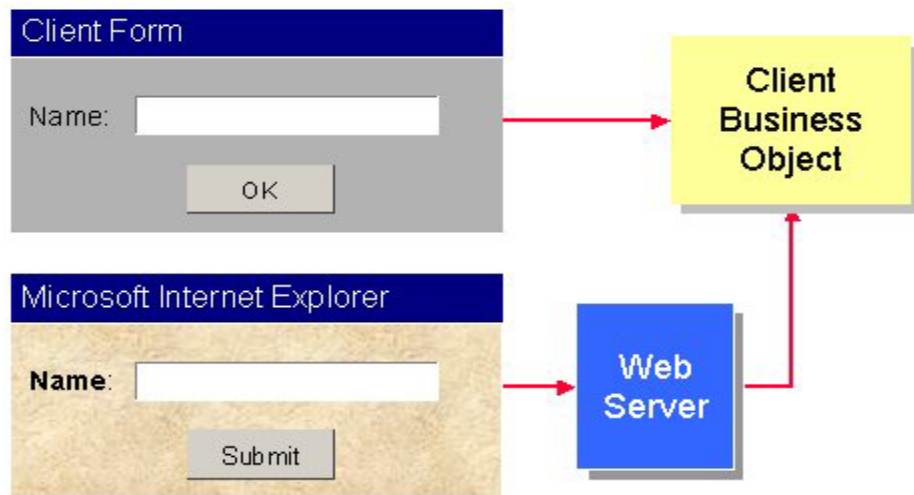 Client Form
Name:
OK
Client
Business
Object
Microsoft Internet Explorer
Name:
Submit
Web
Server